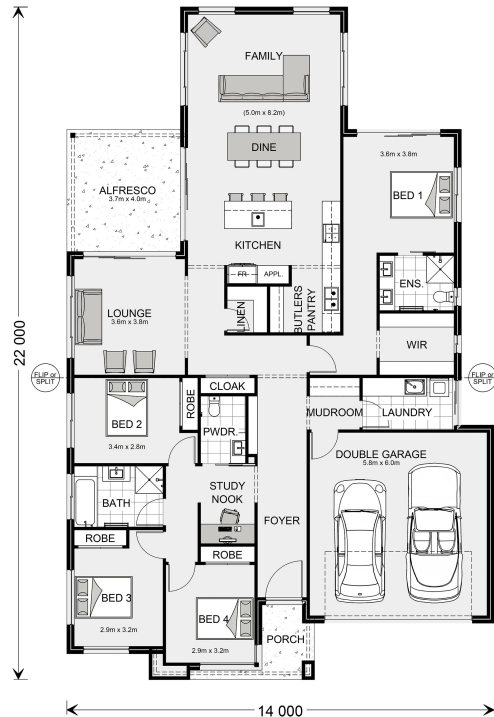 FAMILY
(5.0m x 8.2m)
DINE
3.6m x 3.8m
ALFRESCO
3.7m x 4.0m
BED 1
KITCHEN
FR.
APPL.
ENS.
LINEN
BUTLERS
PANTRY
LOUNGE
3.6m x 3.8m
WIR
22 000
FLIP or
SPLIT
FLIP or
SPLIT
CLOAK
ROBE
BED 2
3.4m x 2.8m
PWDR.
MUDROOM
LAUNDRY
DOUBLE GARAGE
5.8m x 6.0m
BATH
STUDY
NOOK
FOYER
ROBE
ROBE
BED 3
2.9m x 3.2m
BED 4
2.9m x 3.2m
PORCH
14 000